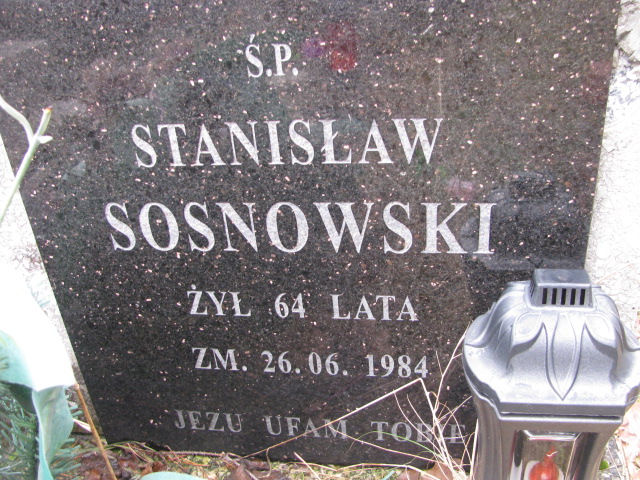 Ś.P.
STANISŁAW
SOSNOWSKI
ŻYŁ 64 LATA
ZM. 26.06. 1984
JEZU UFAM TOBIE